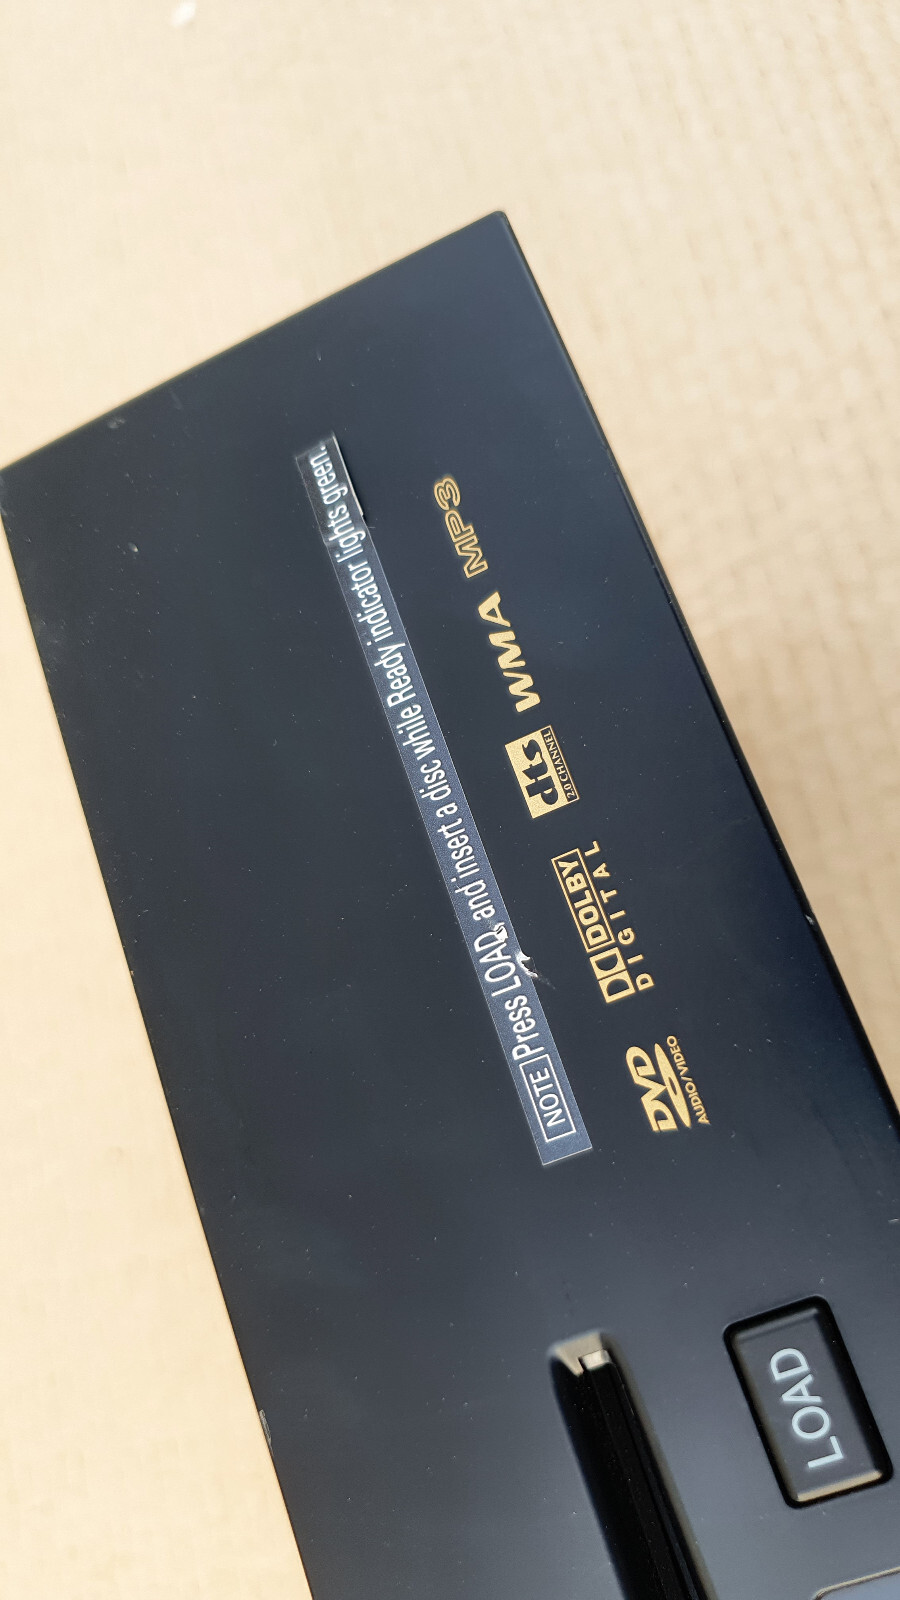 NOTE Press LOAD, and insert a disc while Ready indicator lights green.
DVD AUDIO/VIDEO
DOLBY DIGITAL
dts 2.0 CHANNEL
WMA
MP3
LOAD